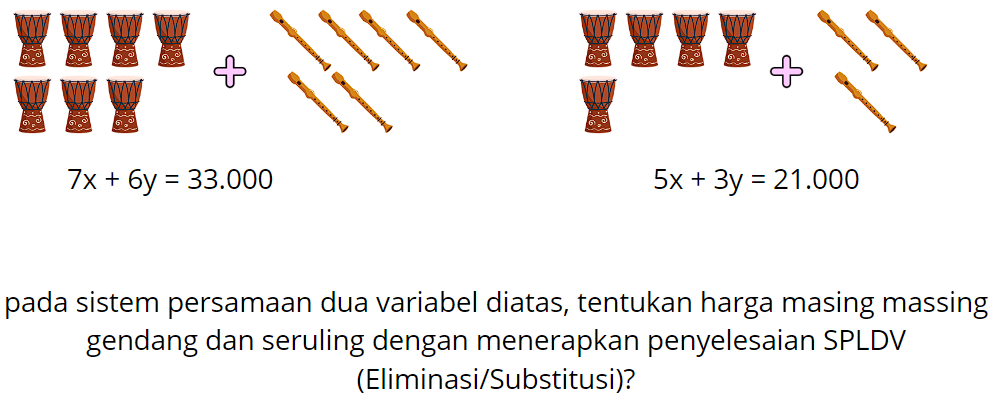 7x + 6y = 33.000
5x + 3y = 21.000
pada sistem persamaan dua variabel diatas, tentukan harga masing massing
gendang dan seruling dengan menerapkan penyelesaian SPLDV
(Eliminasi/Substitusi)?